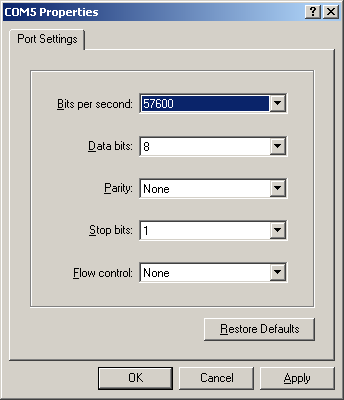 COM5 Properties
Port Settings
Bits per second: 57600
Data bits: 8
Parity: None
Stop bits: 1
Flow control: None
Restore Defaults
OK Cancel Apply